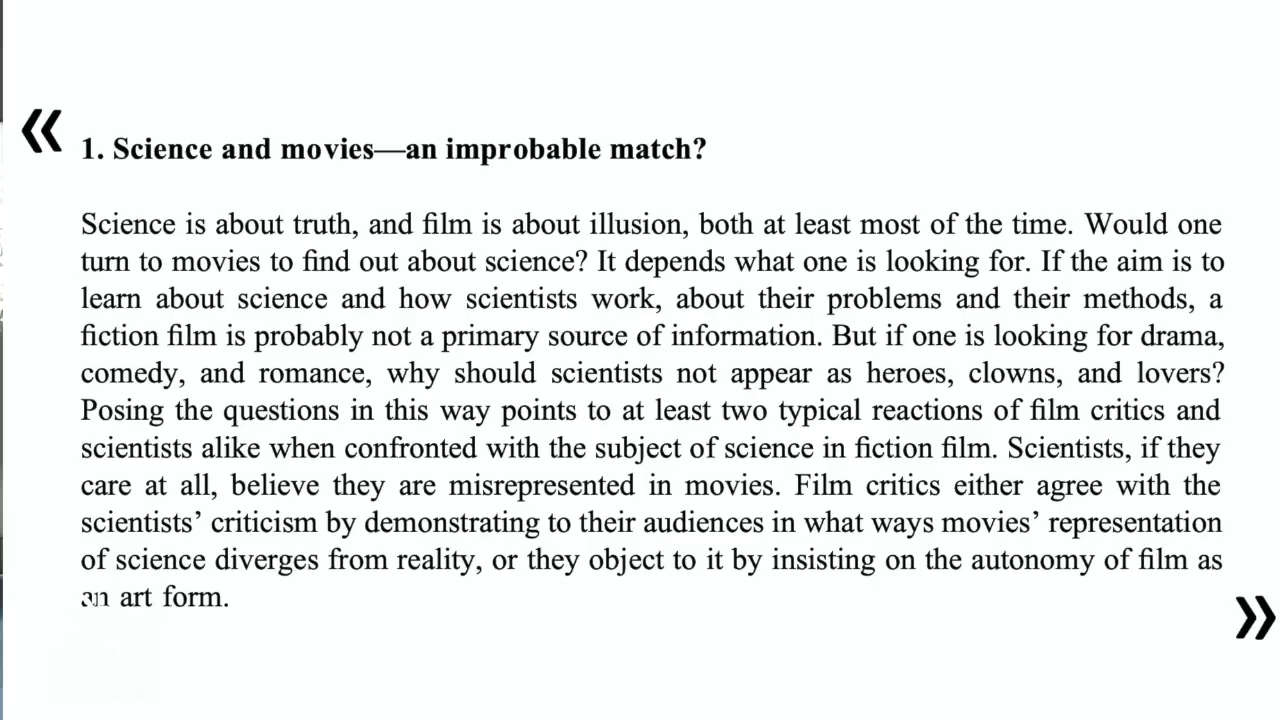 «
1. Science and movies—an improbable match?
Science is about truth, and film is about illusion, both at least most of the time. Would one
turn to movies to find out about science? It depends what one is looking for. If the aim is to
learn about science and how scientists work, about their problems and their methods, a
fiction film is probably not a primary source of information. But if one is looking for drama,
comedy, and romance, why should scientists not appear as heroes, clowns, and lovers?
Posing the questions in this way points to at least two typical reactions of film critics and
scientists alike when confronted with the subject of science in fiction film. Scientists, if they
care at all, believe they are misrepresented in movies. Film critics either agree with the
scientists’ criticism by demonstrating to their audiences in what ways movies’ representation
of science diverges from reality, or they object to it by insisting on the autonomy of film as
an art form.
»